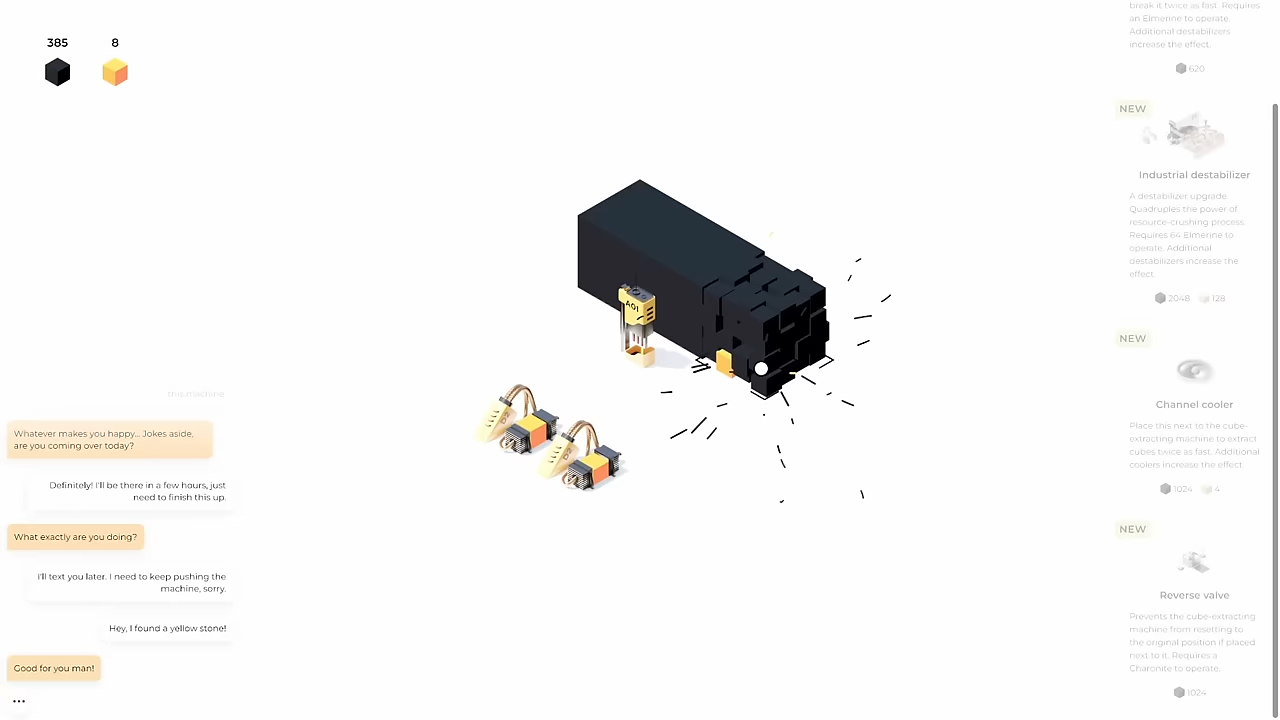 385 8
this.machine
Whatever makes you happy... Jokes aside,
are you coming over today?
Definitely! I'll be there in a few hours, just
need to finish this up.
What exactly are you doing?
I'll text you later. I need to keep pushing the
machine, sorry.
Hey, I found a yellow stone!
Good for you man!
A01
break it twice as fast. Requires
an Elmerine to operate.
Additional destabilizers
increase the effect.
620
NEW
Industrial destabilizer
A destabilizer upgrade.
Quadruples the power of
resource-crushing process.
Requires 64 Elmerine to
operate. Additional
destabilizers increase the
effect.
2048 128
NEW
Channel cooler
Place this next to the cube-
extracting machine to extract
cubes twice as fast. Additional
coolers increase the effect.
1024 4
NEW
Reverse valve
Prevents the cube-extracting
machine from resetting to
the original position if placed
next to it. Requires a
Charonite to operate.
1024